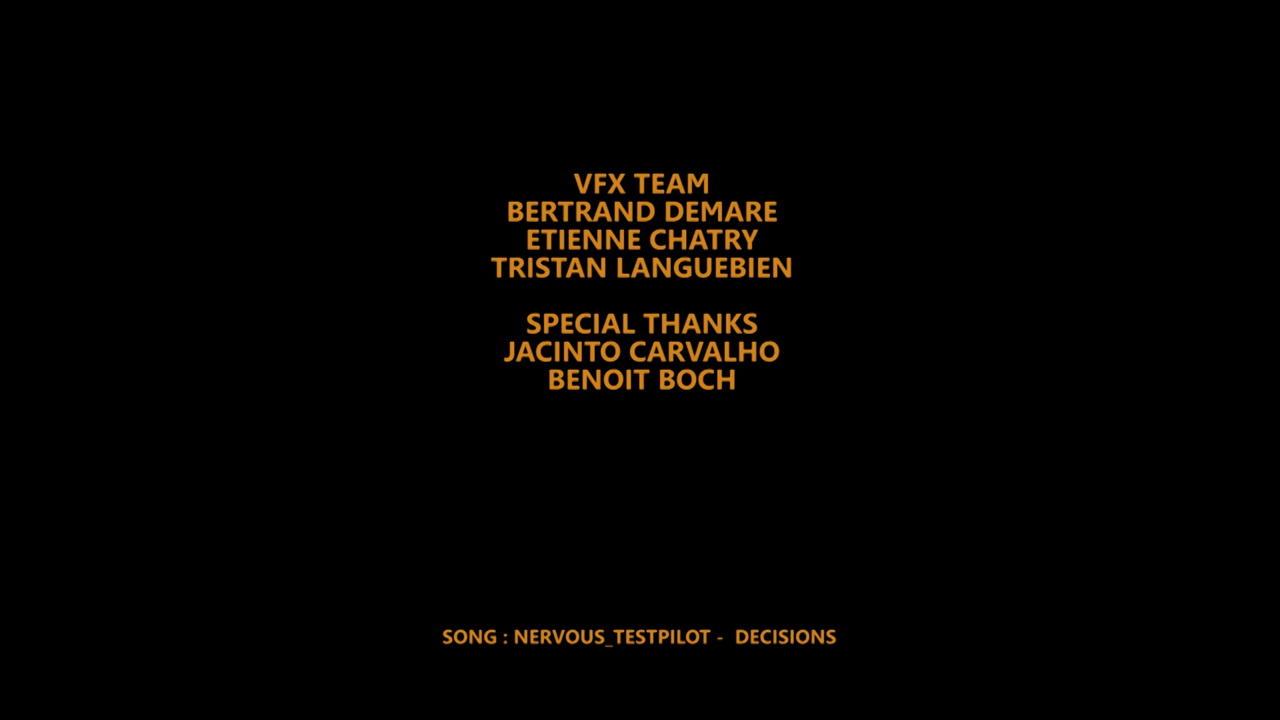 VFX TEAM
BERTRAND DEMARE
ETIENNE CHATRY
TRISTAN LANGUEBIEN
SPECIAL THANKS
JACINTO CARVALHO
BENOIT BOCH
SONG : NERVOUS_TESTPILOT -  DECISIONS